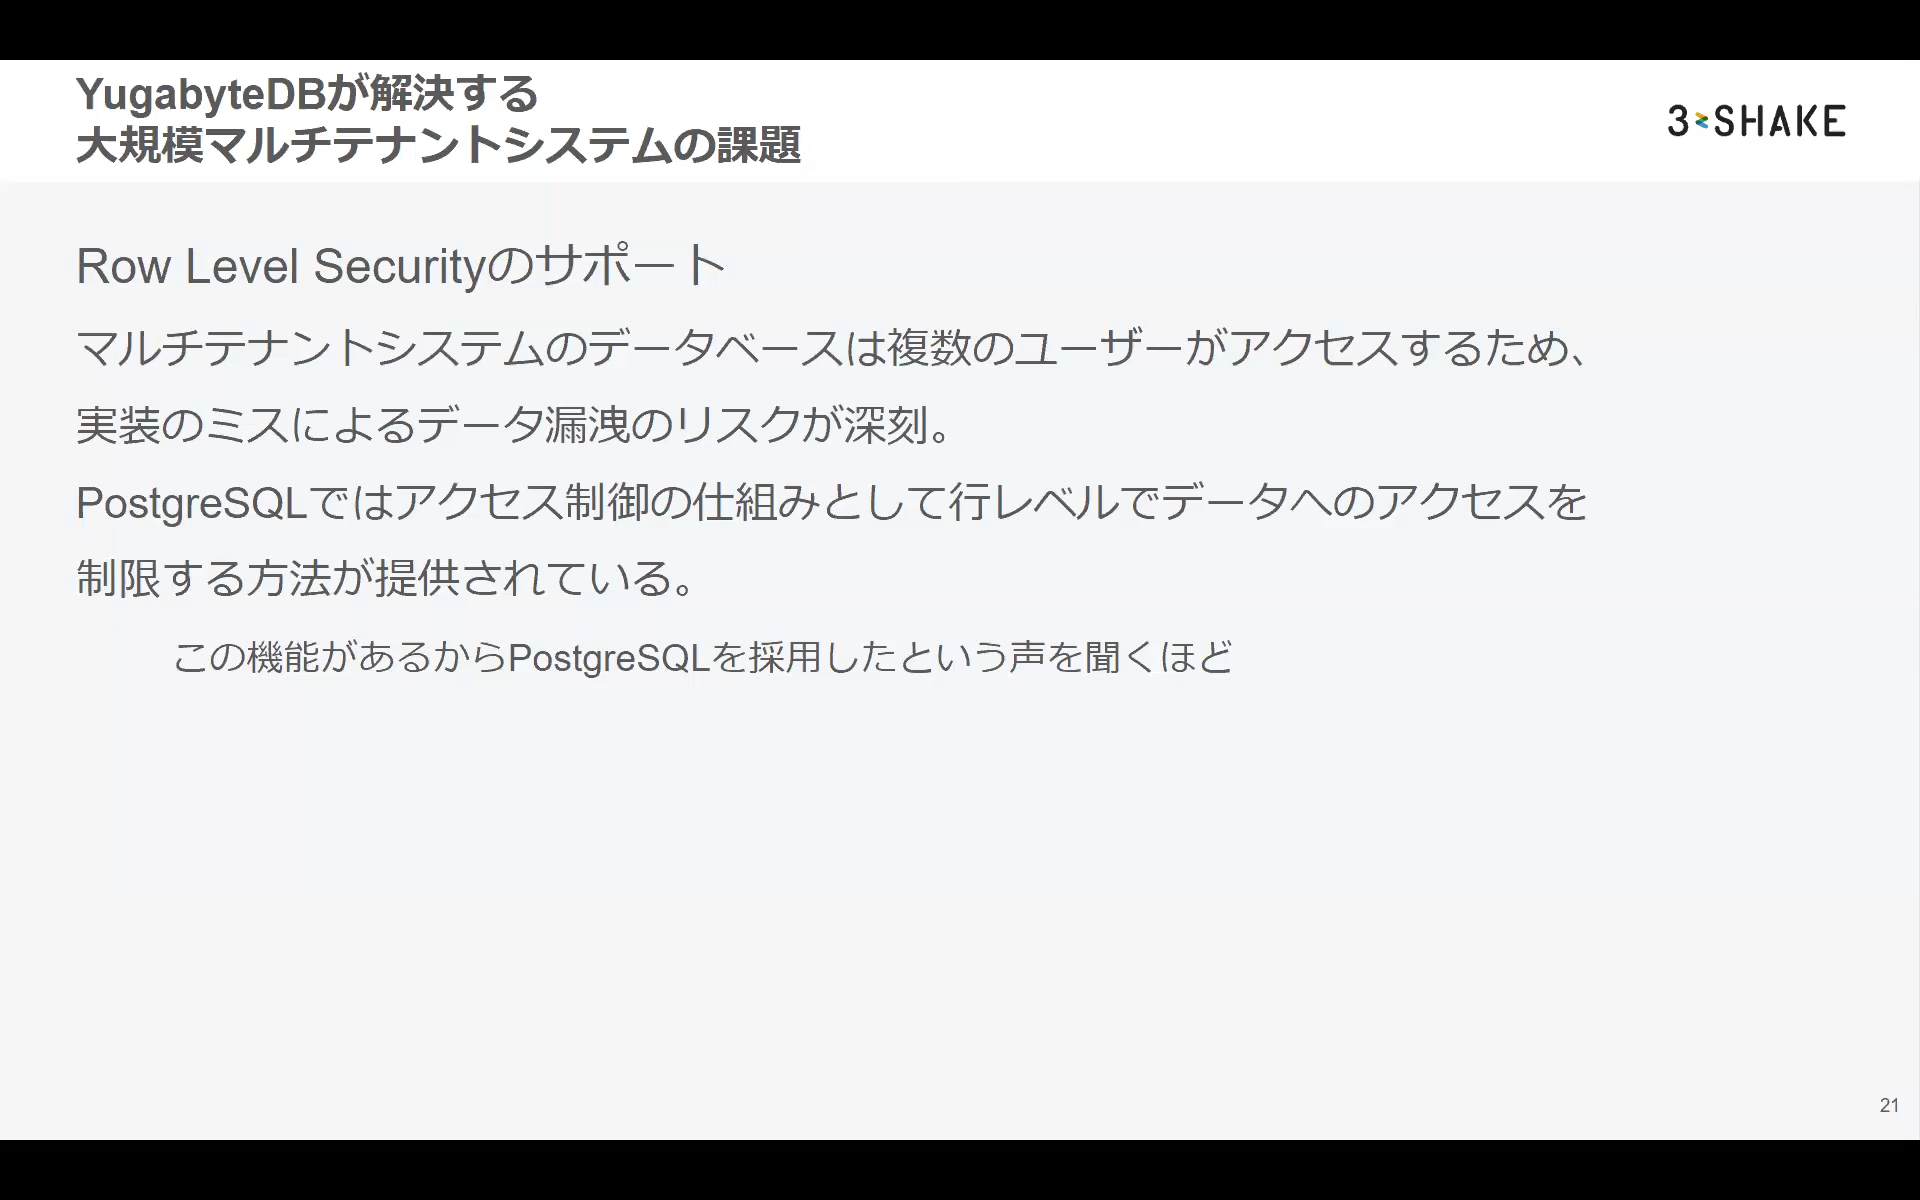 YugabyteDBが解決する
大規模マルチテナントシステムの課題
3 SHAKE
Row Level Securityのサポート
マルチテナントシステムのデータベースは複数のユーザーがアクセスするため、
実装のミスによるデータ漏洩のリスクが深刻。
PostgreSQLではアクセス制御の仕組みとして行レベルでデータへのアクセスを
制限する方法が提供されている。
この機能があるからPostgreSQLを採用したという声を聞くほど
21